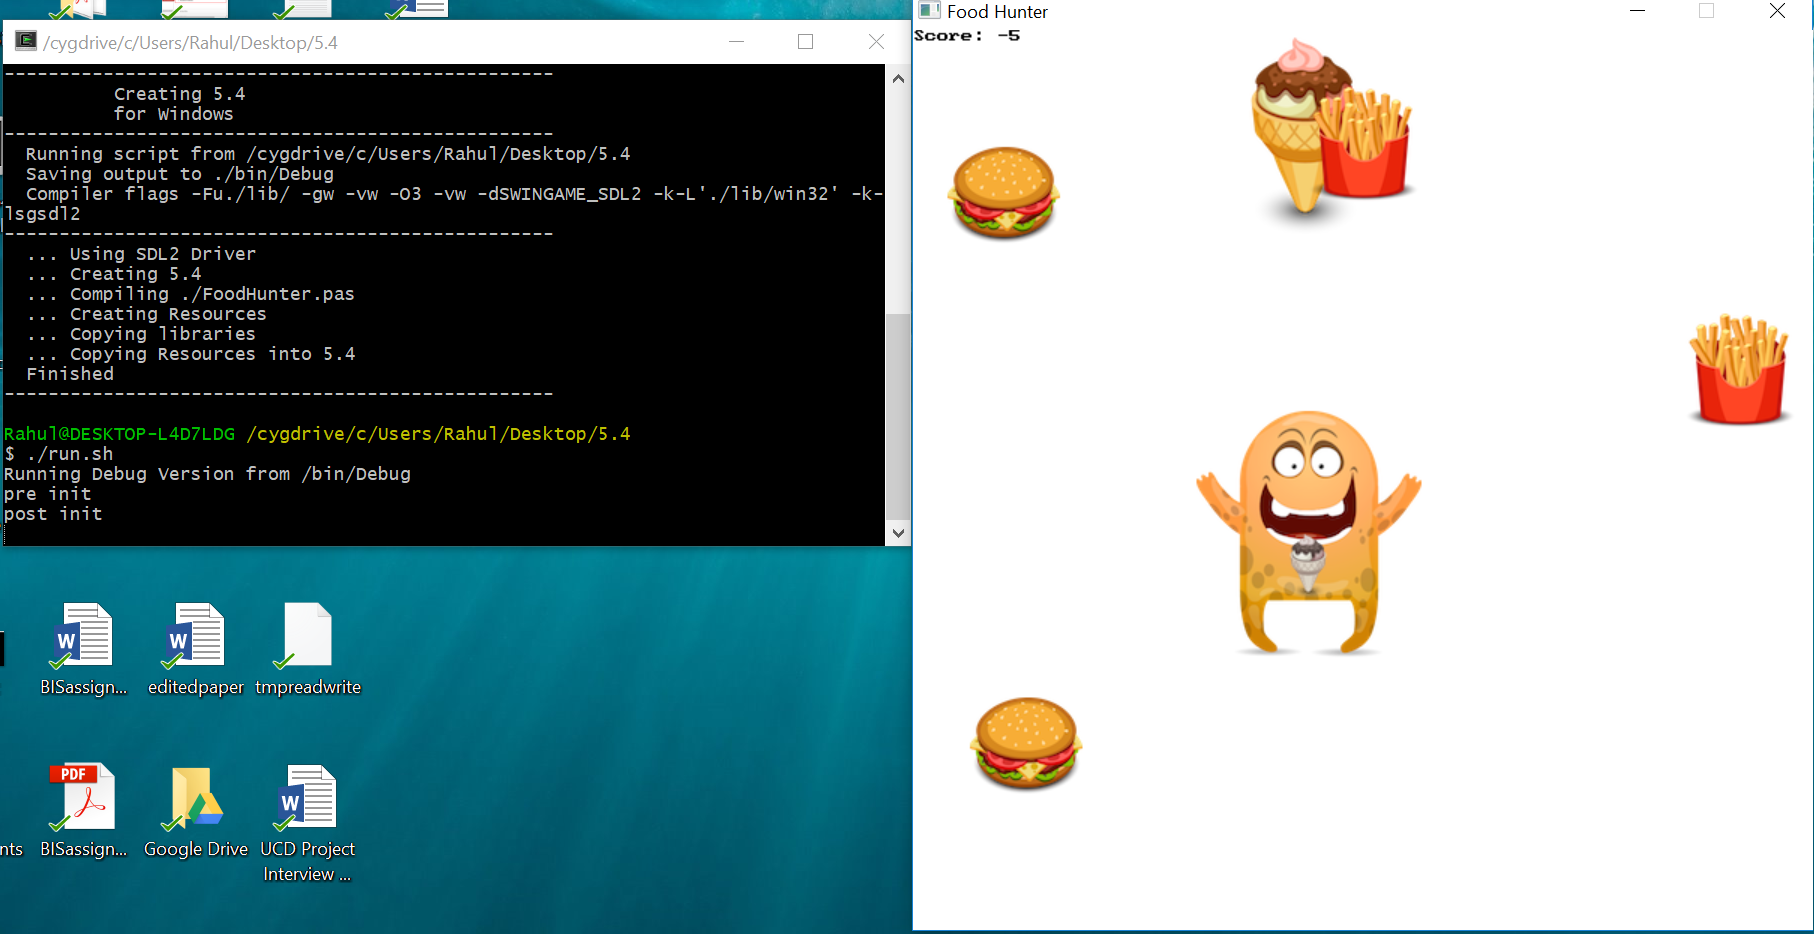 /cygdrive/c/Users/Rahul/Desktop/5.4
--------------------------------------------------
Creating 5.4
for Windows
--------------------------------------------------
Running script from /cygdrive/c/Users/Rahul/Desktop/5.4
Saving output to ./bin/Debug
Compiler flags -Fu./lib/ -gw -vw -O3 -vw -dSWINGAME_SDL2 -k-L'./lib/win32' -k-
lsgsdl2
--------------------------------------------------
... Using SDL2 Driver
... Creating 5.4
... Compiling ./FoodHunter.pas
... Creating Resources
... Copying libraries
... Copying Resources into 5.4
Finished
--------------------------------------------------
Rahul@DESKTOP-L4D7LDG /cygdrive/c/Users/Rahul/Desktop/5.4
$ ./run.sh
Running Debug Version from /bin/Debug
pre init
post init
Food Hunter
Score: -5
W W
BISassign... editedpaper tmpreadwrite
PDF W
nts BISassign... Google Drive UCD Project
Interview ...